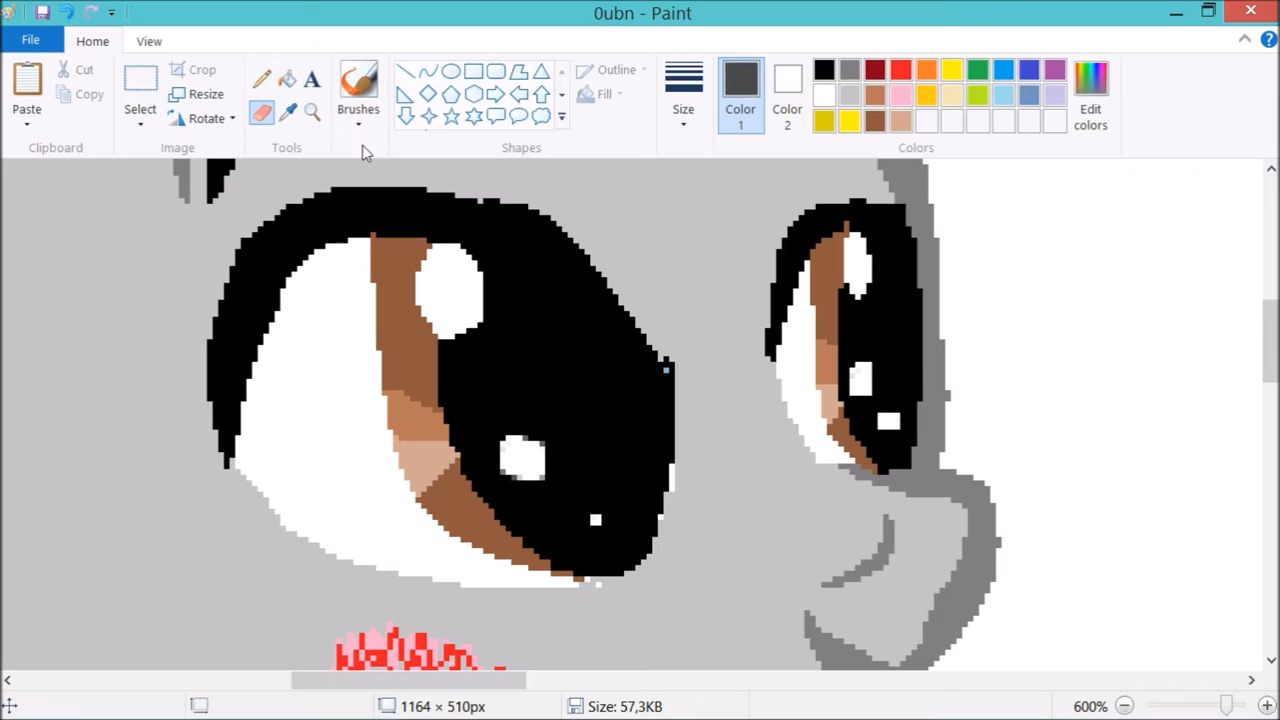 0ubn - Paint
File
Home
View
Paste
Cut
Copy
Clipboard
Select
Crop
Resize
Rotate
Image
A
Tools
Brushes
Outline
Fill
Shapes
Size
Color
1
Color
2
Edit
colors
Colors
1164 × 510px
Size: 57,3KB
600%